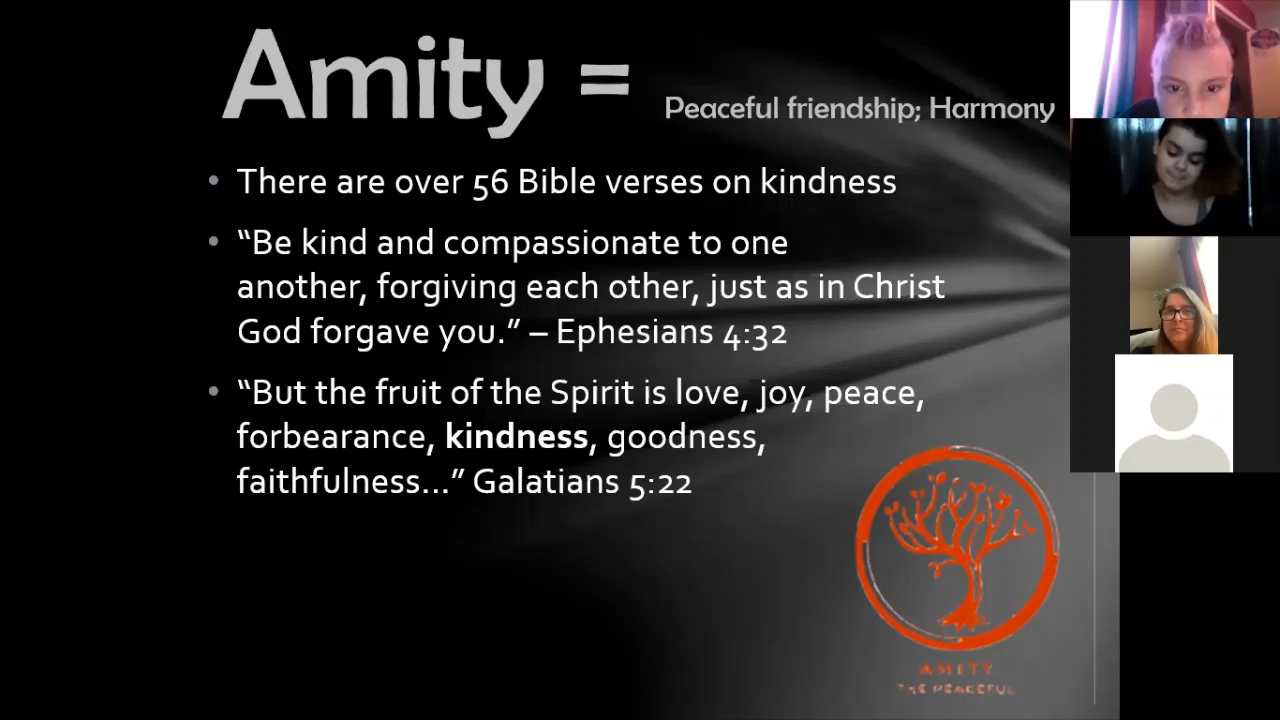 Amity = Peaceful friendship; Harmony
• There are over 56 Bible verses on kindness
• “Be kind and compassionate to one
another, forgiving each other, just as in Christ
God forgave you.” – Ephesians 4:32
• “But the fruit of the Spirit is love, joy, peace,
forbearance, kindness, goodness,
faithfulness...” Galatians 5:22
AMITY
THE PEACEFUL